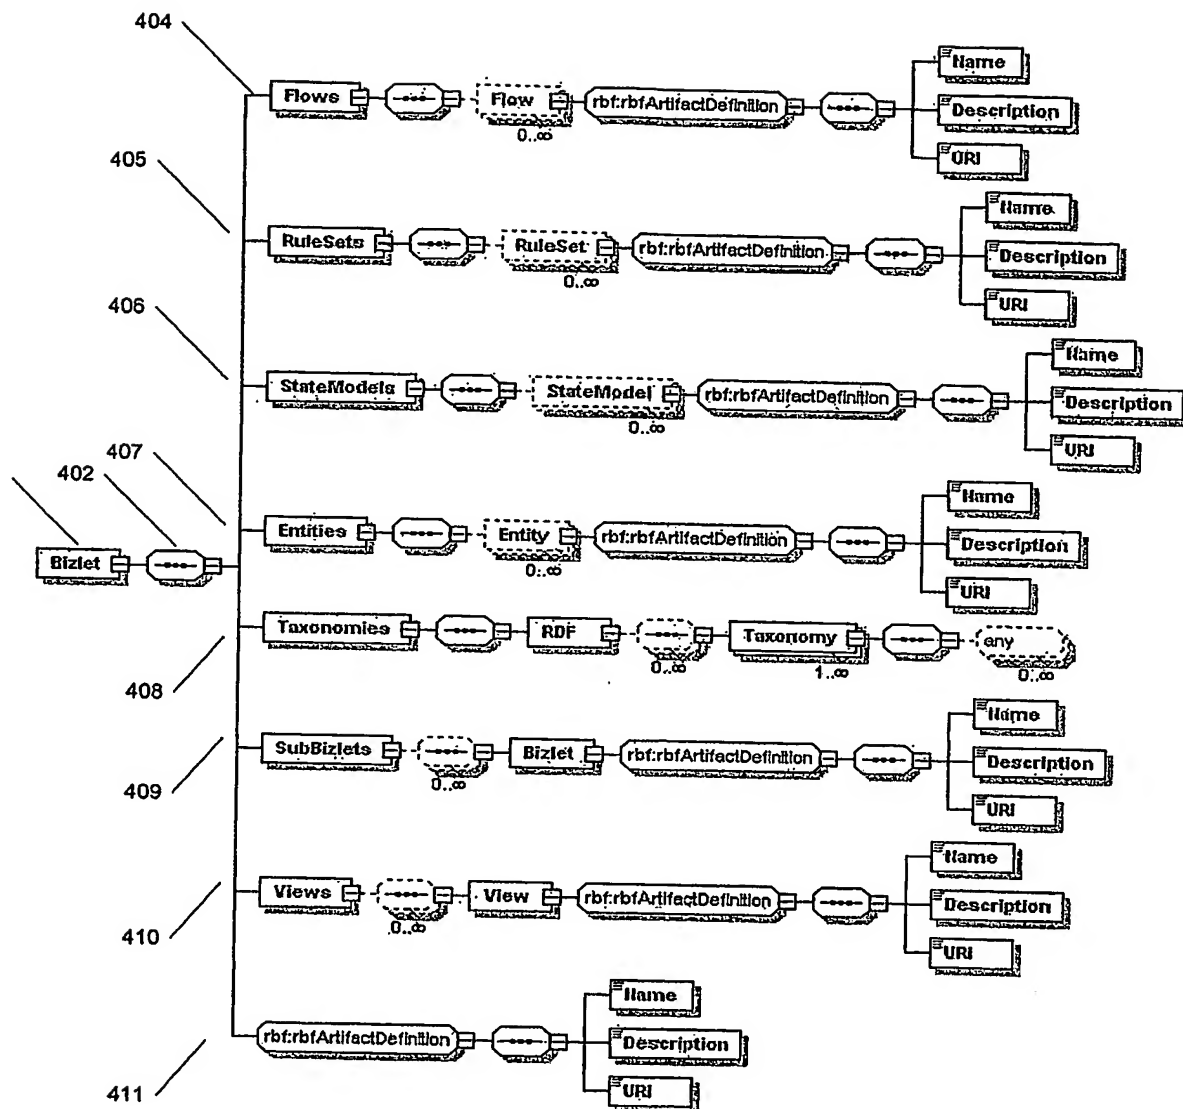 404
Name
Flows
Flow
rbf:rbfArtifactDefinition
Description
0..∞
URI
405
Name
RuleSets
RuleSet
rbf:rbfArtifactDefinition
Description
0..∞
URI
406
Name
StateModels
StateModel
rbf:rbfArtifactDefinition
Description
0..∞
URI
407
402
Name
Entities
Entity
rbf:rbfArtifactDefinition
Description
0..∞
URI
Bizlet
Taxonomies
RDF
Taxonomy
any
0..∞
1..∞
0..∞
408
Name
SubBizlets
Bizlet
rbf:rbfArtifactDefinition
Description
0..∞
URI
409
Name
Views
View
rbf:rbfArtifactDefinition
Description
0..∞
URI
410
Name
rbf:rbfArtifactDefinition
Description
URI
411